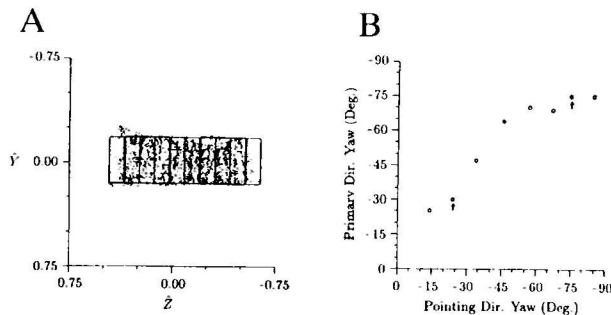 A
-0.75
Ŷ 0.00
0.75
0.75 0.00 -0.75
Ẑ
B
-90
-75
-60
-45
-30
-15
0
Primary Dir. Yaw (Deg.)
0 -15 -30 -45 -60 -75 -90
Pointing Dir. Yaw (Deg.)